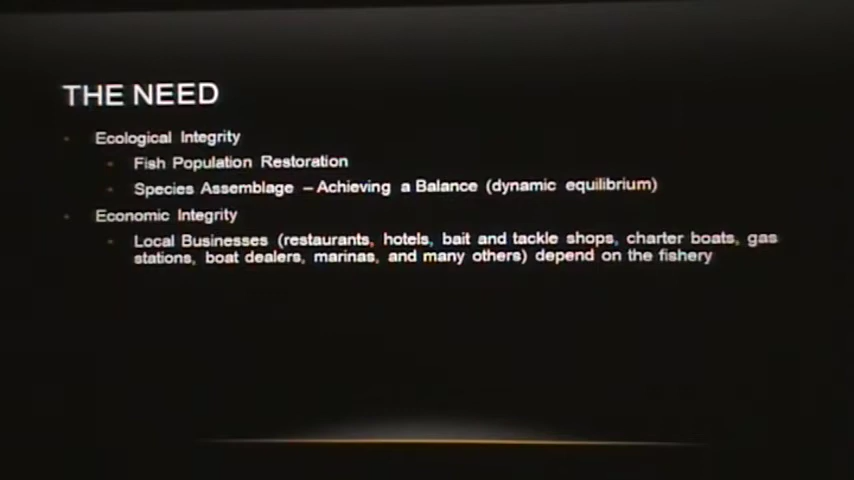 THE NEED
Ecological Integrity
Fish Population Restoration
Species Assemblage – Achieving a Balance (dynamic equilibrium)
Economic Integrity
Local Businesses (restaurants, hotels, bait and tackle shops, charter boats, gas
stations, boat dealers, marinas, and many others) depend on the fishery